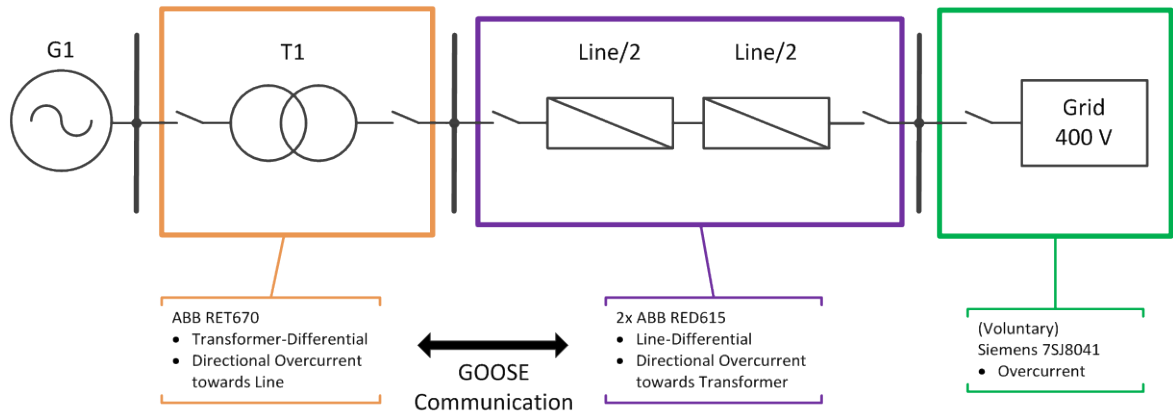 G1
T1
Line/2
Line/2
Grid
400 V
ABB RET670
• Transformer-Differential
• Directional Overcurrent
towards Line
GOOSE
Communication
2x ABB RED615
• Line-Differential
• Directional Overcurrent
towards Transformer
(Voluntary)
Siemens 7SJ8041
• Overcurrent